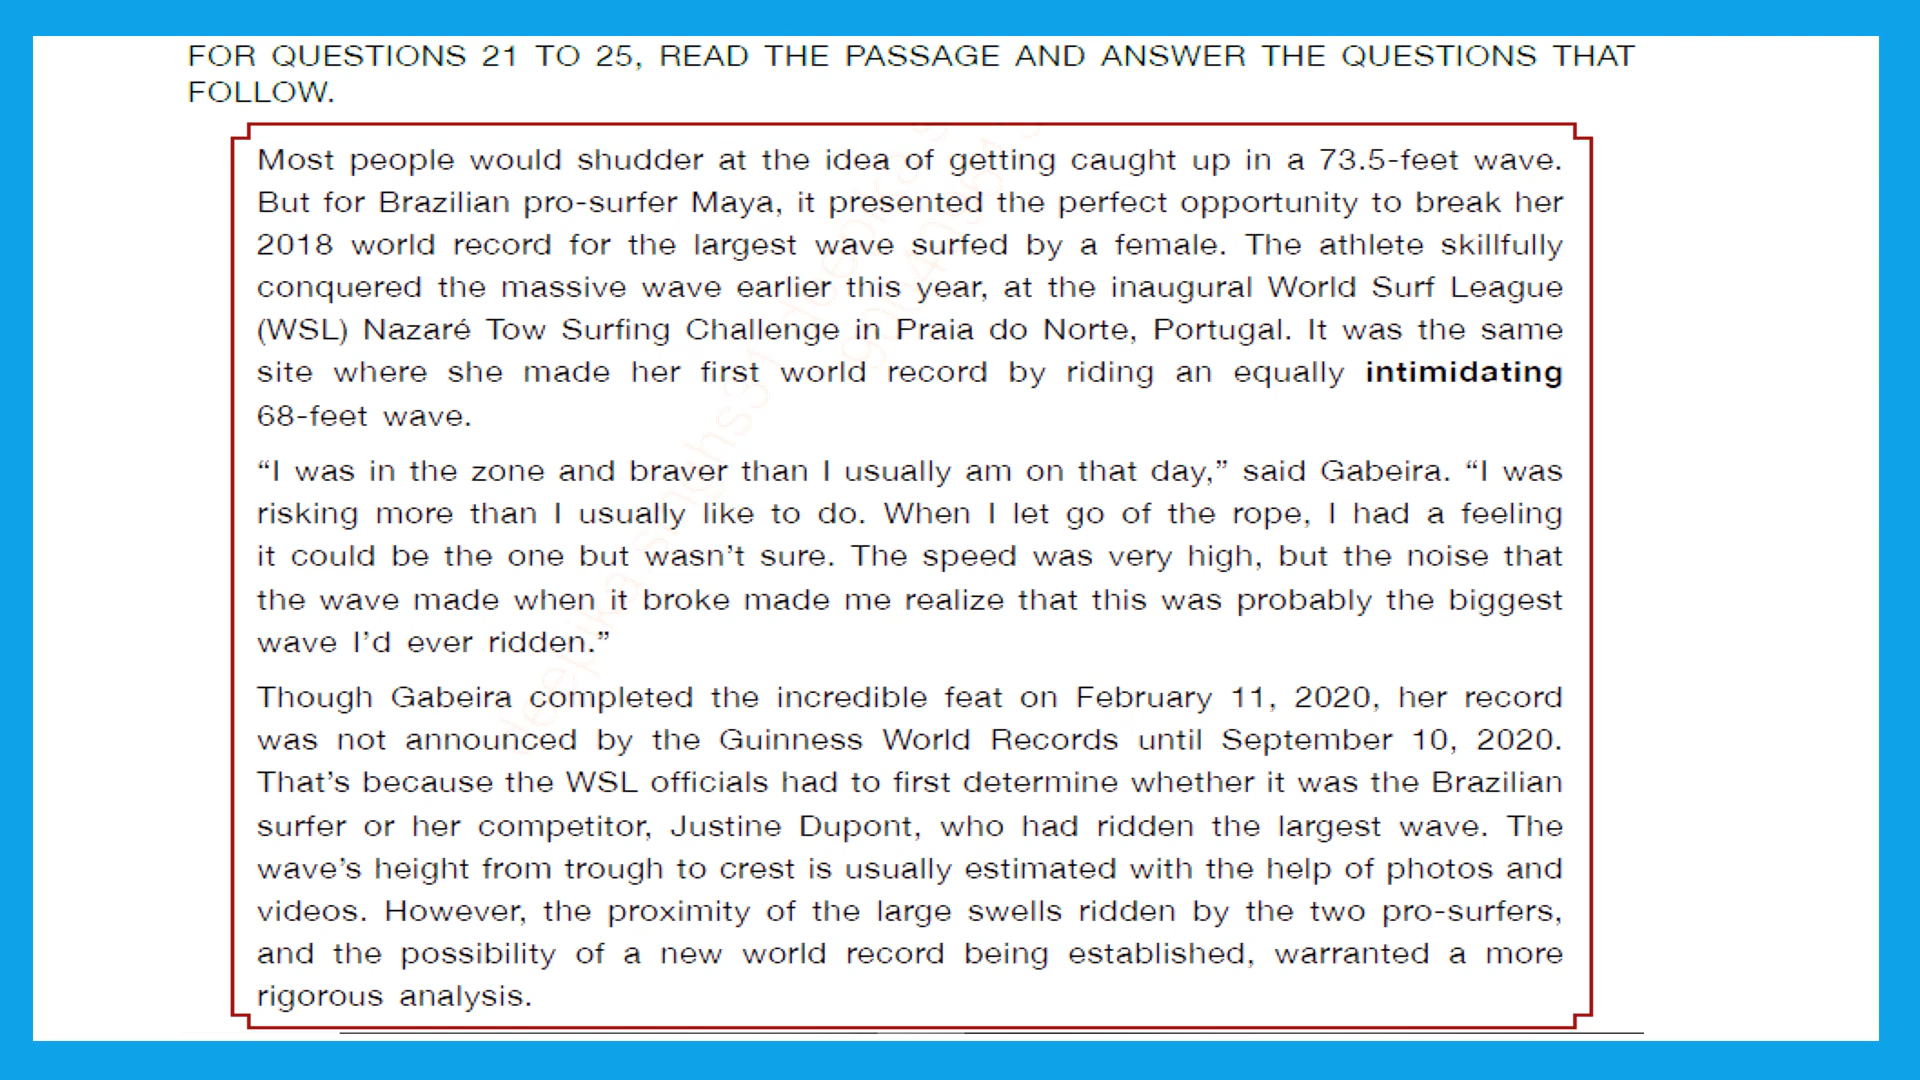 FOR QUESTIONS 21 TO 25, READ THE PASSAGE AND ANSWER THE QUESTIONS THAT
FOLLOW.
Most people would shudder at the idea of getting caught up in a 73.5-feet wave.
But for Brazilian pro-surfer Maya, it presented the perfect opportunity to break her
2018 world record for the largest wave surfed by a female. The athlete skillfully
conquered the massive wave earlier this year, at the inaugural World Surf League
(WSL) Nazaré Tow Surfing Challenge in Praia do Norte, Portugal. It was the same
site where she made her first world record by riding an equally intimidating
68-feet wave.
“I was in the zone and braver than I usually am on that day,” said Gabeira. “I was
risking more than I usually like to do. When I let go of the rope, I had a feeling
it could be the one but wasn’t sure. The speed was very high, but the noise that
the wave made when it broke made me realize that this was probably the biggest
wave I’d ever ridden.”
Though Gabeira completed the incredible feat on February 11, 2020, her record
was not announced by the Guinness World Records until September 10, 2020.
That’s because the WSL officials had to first determine whether it was the Brazilian
surfer or her competitor, Justine Dupont, who had ridden the largest wave. The
wave’s height from trough to crest is usually estimated with the help of photos and
videos. However, the proximity of the large swells ridden by the two pro-surfers,
and the possibility of a new world record being established, warranted a more
rigorous analysis.